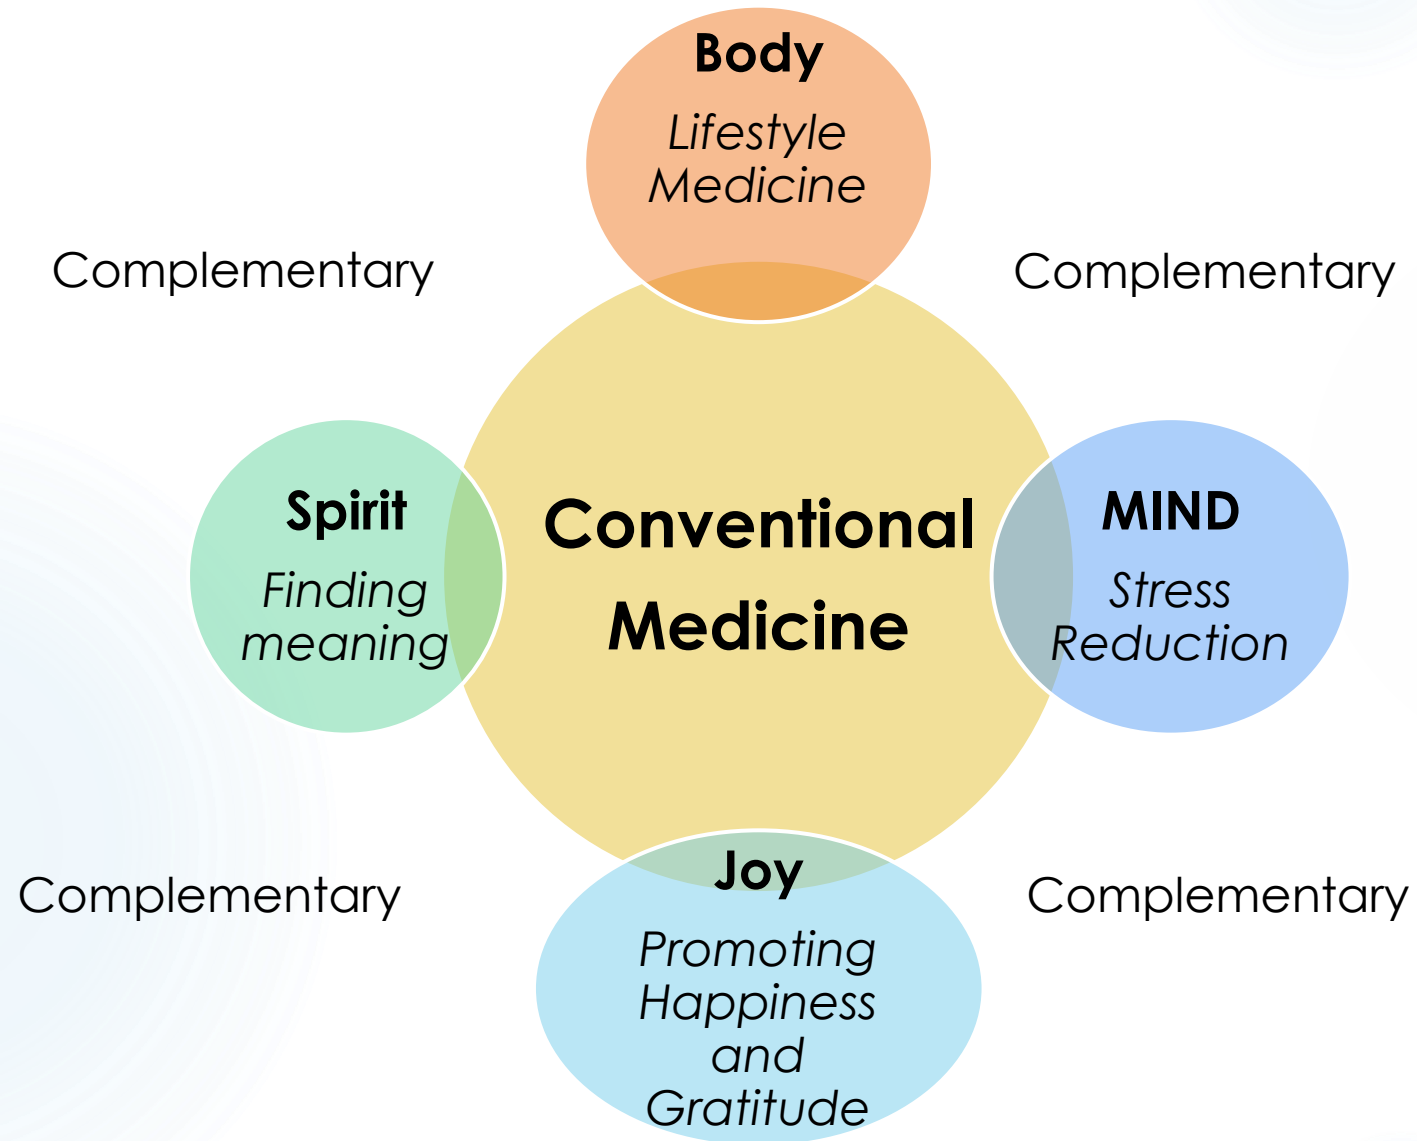 Body
Lifestyle
Medicine
Complementary
Complementary
Spirit
Finding
meaning
Conventional
Medicine
MIND
Stress
Reduction
Complementary
Joy
Promoting
Happiness
and
Gratitude
Complementary